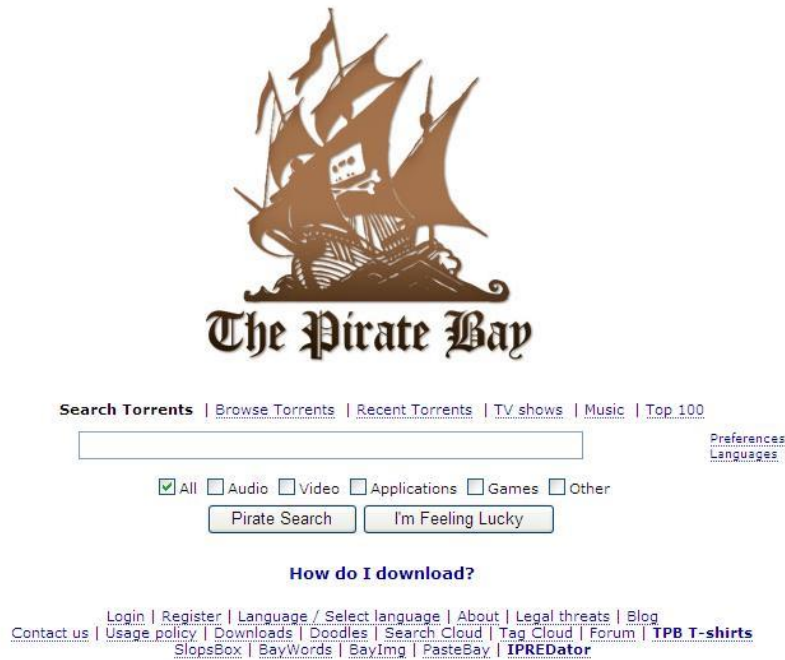 The Pirate Bay
Search Torrents | Browse Torrents | Recent Torrents | TV shows | Music | Top 100
Preferences
Languages
All Audio Video Applications Games Other
Pirate Search I'm Feeling Lucky
How do I download?
Login | Register | Language / Select language | About | Legal threats | Blog
Contact us | Usage policy | Downloads | Doodles | Search Cloud | Tag Cloud | Forum | TPB T-shirts
SlopsBox | BayWords | BayImg | PasteBay | IPREDator